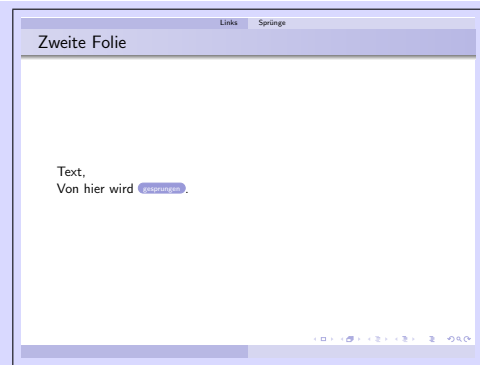 Links Sprünge
Zweite Folie
Text,
Von hier wird gesprungen.